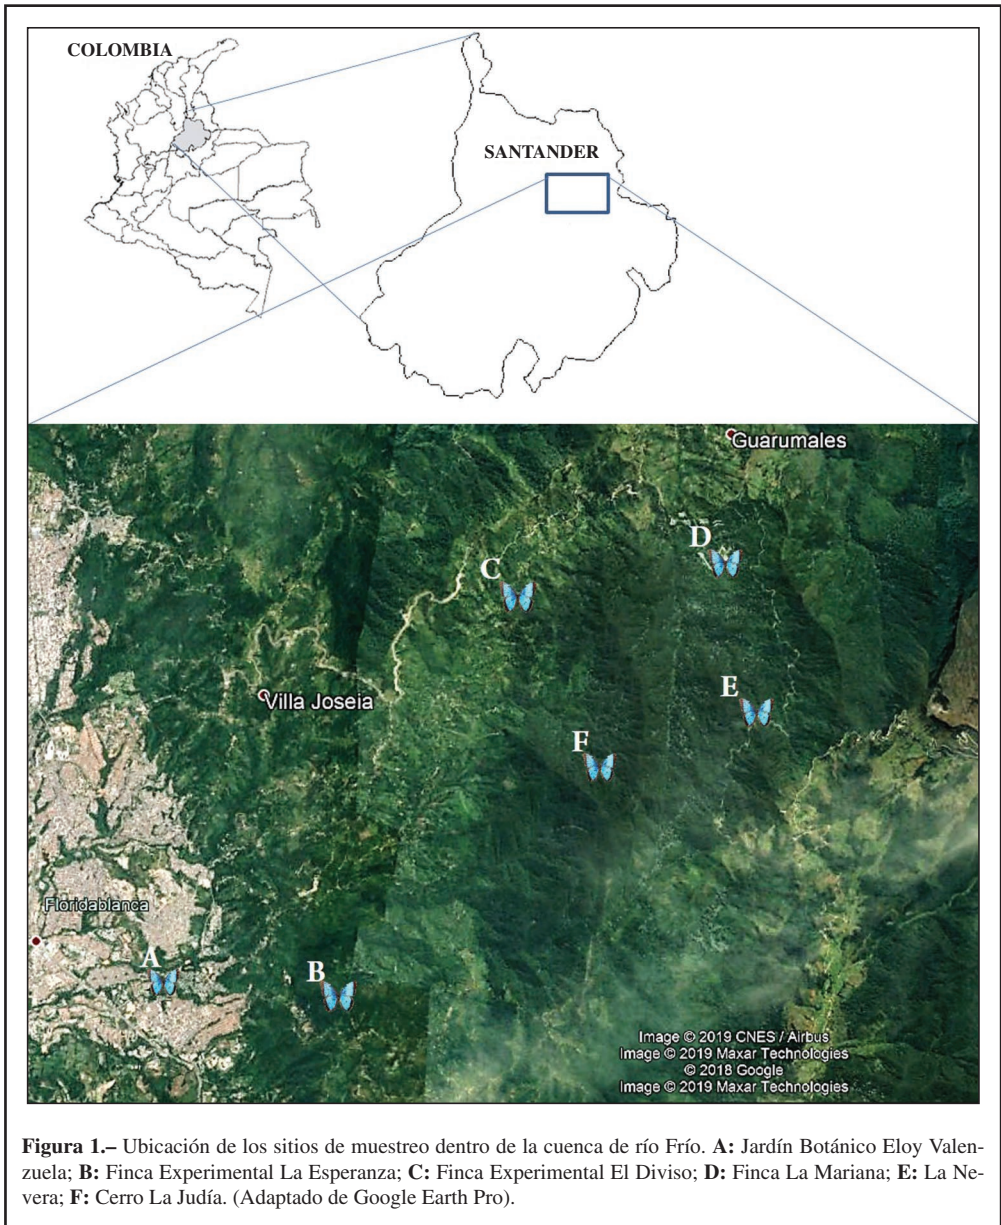 COLOMBIA
SANTANDER
Guarumales
D
C
E
Villa Joseia
F
Floridablanca
A
B
Image © 2019 CNES / Airbus
Image © 2019 Maxar Technologies
© 2018 Google
Image © 2019 Maxar Technologies
Figura 1.– Ubicación de los sitios de muestreo dentro de la cuenca de río Frío. A: Jardín Botánico Eloy Valen-
zuela; B: Finca Experimental La Esperanza; C: Finca Experimental El Diviso; D: Finca La Mariana; E: La Ne-
vera; F: Cerro La Judía. (Adaptado de Google Earth Pro).